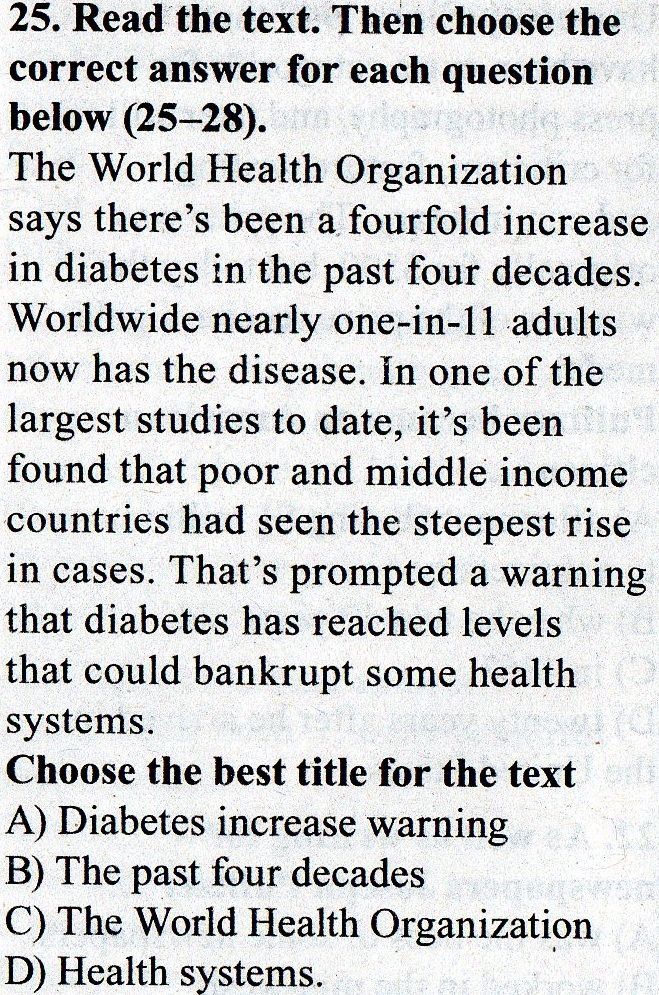 25. Read the text. Then choose the
correct answer for each question
below (25–28).
The World Health Organization
says there's been a fourfold increase
in diabetes in the past four decades.
Worldwide nearly one-in-11 adults
now has the disease. In one of the
largest studies to date, it's been
found that poor and middle income
countries had seen the steepest rise
in cases. That's prompted a warning
that diabetes has reached levels
that could bankrupt some health
systems.
Choose the best title for the text
A) Diabetes increase warning
B) The past four decades
C) The World Health Organization
D) Health systems.